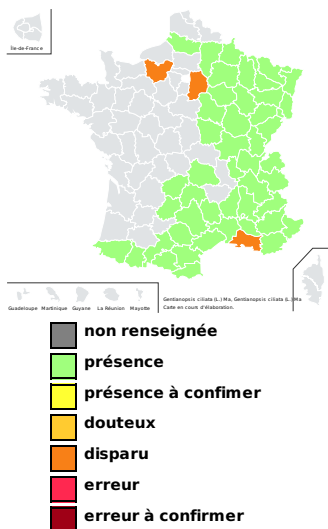 Île-de-France
Gentianopsis ciliata (L.) Ma, Gentianopsis ciliata (L.) Ma
Carte en cours d'élaboration.
Guadeloupe Martinique Guyane La Réunion Mayotte
non renseignée
présence
présence à confimer
douteux
disparu
erreur
erreur à confirmer